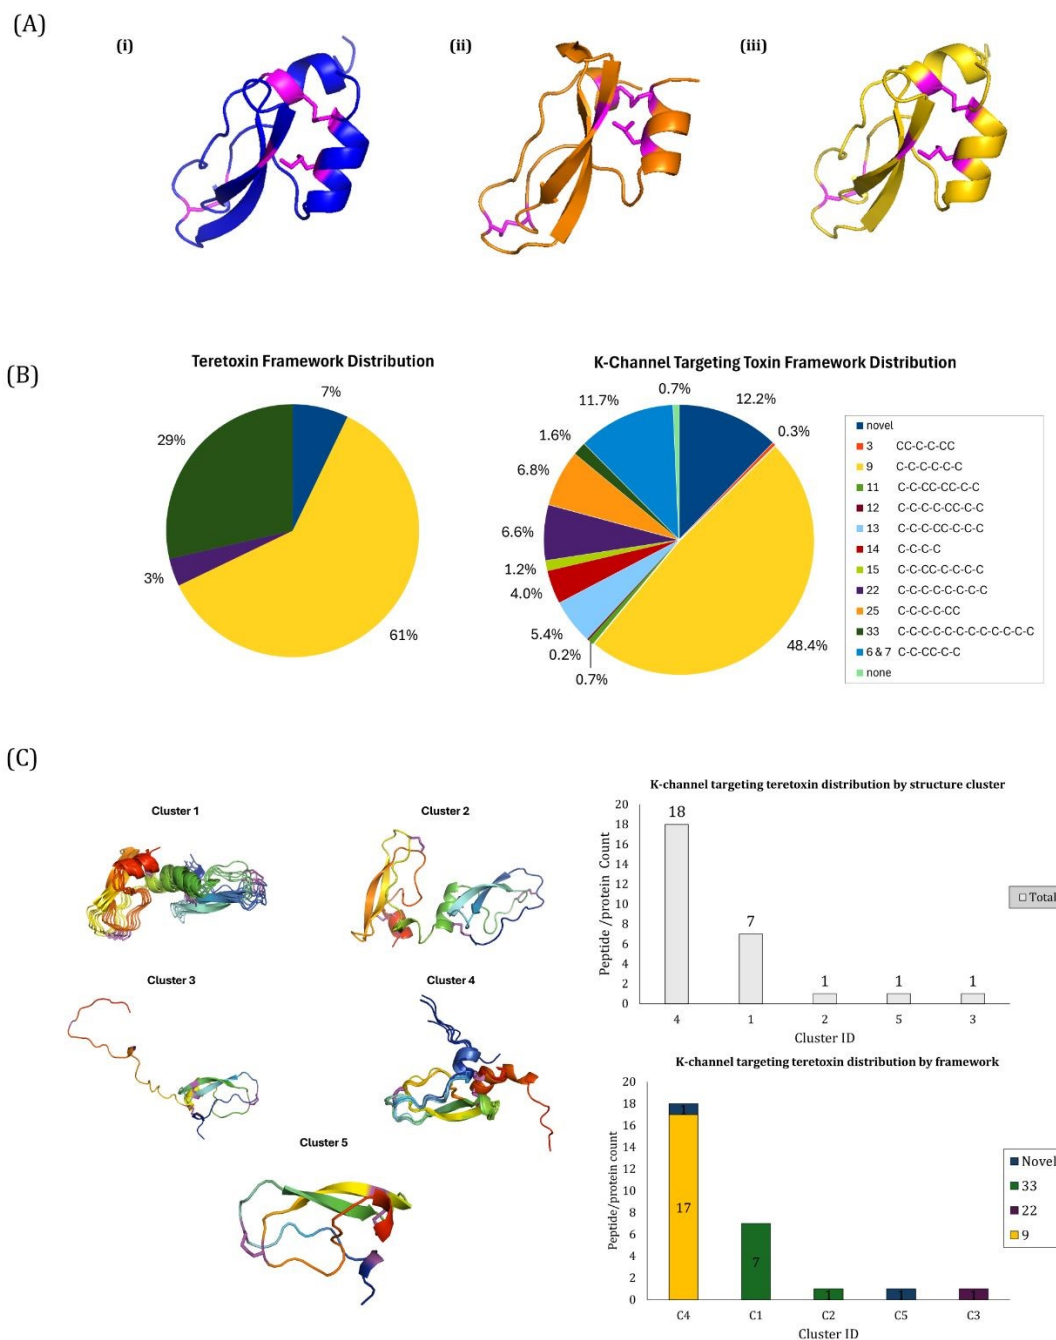 (A)
(i)
(ii)
(iii)
(B)
Teretoxin Framework Distribution
7%
29%
3%
61%
K-Channel Targeting Toxin Framework Distribution
0.7%
11.7%
12.2%
1.6%
0.3%
6.8%
6.6%
1.2%
4.0%
5.4%
0.2%
0.7%
48.4%
novel
3 CC-C-C-CC
9 C-C-C-C-C-C
11 C-C-CC-CC-C-C
12 C-C-C-C-CC-C-C
13 C-C-C-CC-C-C-C
14 C-C-C-C
15 C-C-CC-C-C-C-C
22 C-C-C-C-C-C-C-C
25 C-C-C-C-CC
33 C-C-C-C-C-C-C-C-C-C-C-C
6 & 7 C-C-CC-C-C
none
(C)
Cluster 1
Cluster 2
Cluster 3
Cluster 4
Cluster 5
K-channel targeting teretoxin distribution by structure cluster
Peptide /protein Count
20
18
16
14
12
10
8
6
4
2
0
18
7
1
1
1
4
1
2
5
3
Cluster ID
Total
K-channel targeting teretoxin distribution by framework
Peptide/protein count
20
18
16
14
12
10
8
6
4
2
0
1
17
7
1
1
1
C4
C1
C2
C5
C3
Cluster ID
Novel
33
22
9